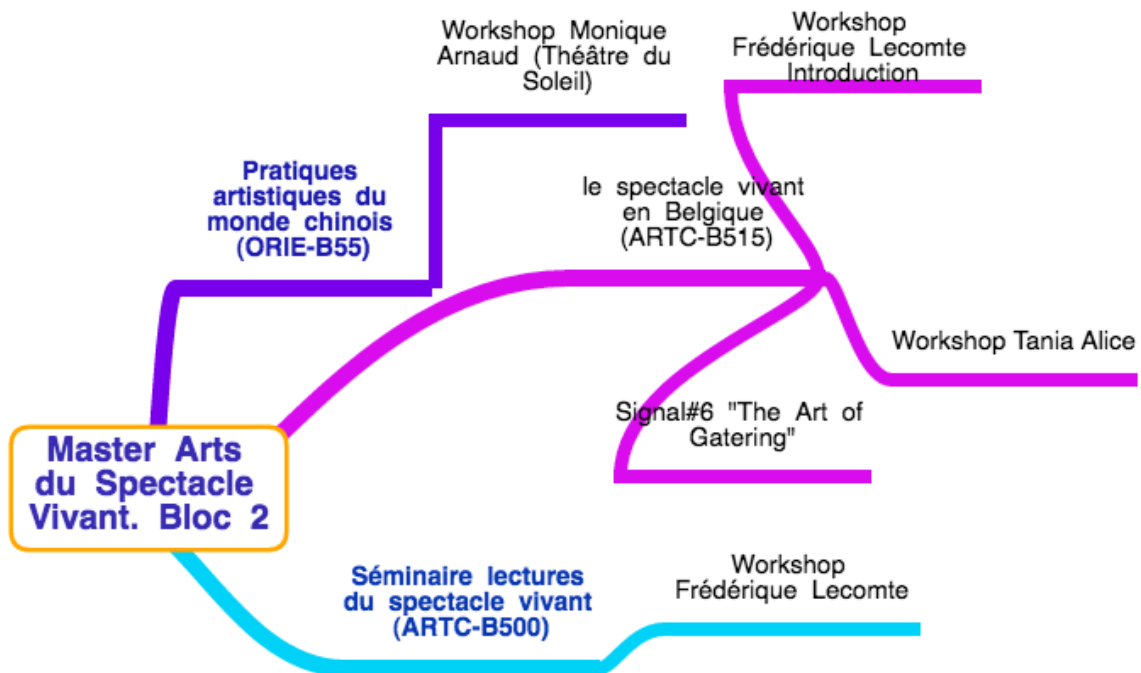 Workshop Monique
Arnaud (Théâtre du
Soleil)
Workshop
Frédérique Lecomte
Introduction
Pratiques
artistiques du
monde chinois
(ORIE-B55)
le spectacle vivant
en Belgique
(ARTC-B515)
Workshop Tania Alice
Signal#6 "The Art of
Gatering"
Master Arts
du Spectacle
Vivant. Bloc 2
Séminaire lectures
du spectacle vivant
(ARTC-B500)
Workshop
Frédérique Lecomte